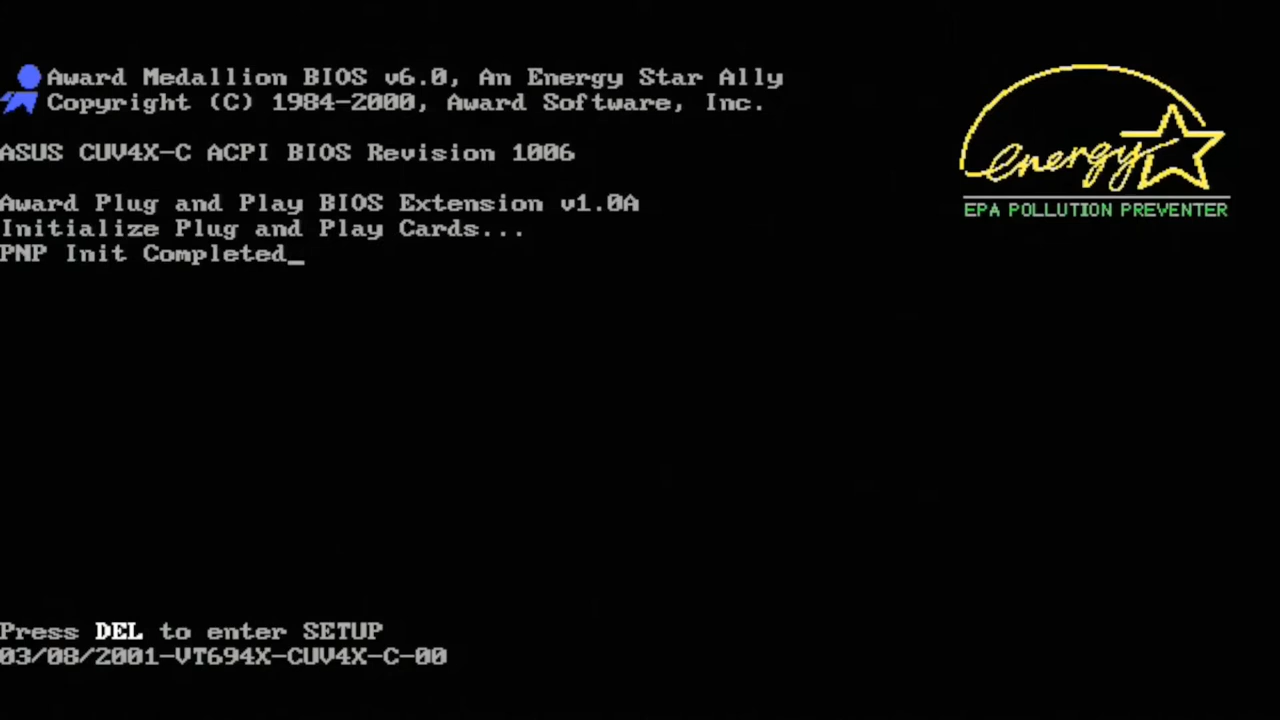 Award Medallion BIOS v6.0, An Energy Star Ally
Copyright (C) 1984-2000, Award Software, Inc.
energy
EPA POLLUTION PREVENTER
ASUS CUV4X-C ACPI BIOS Revision 1006
Award Plug and Play BIOS Extension v1.0A
Initialize Plug and Play Cards...
PNP Init Completed_
Press DEL to enter SETUP
03/08/2001-VT694X-CUV4X-C-00